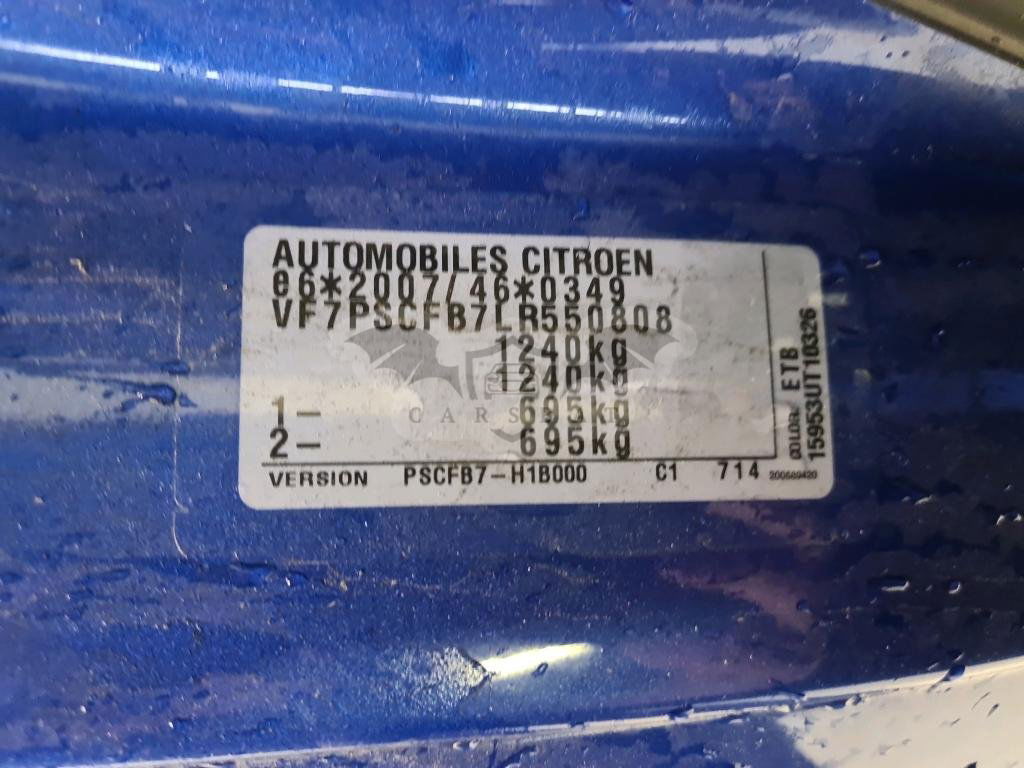 AUTOMOBILES CITROEN
e6*2007/46*0349
VF7PSCFB7LR550808
1240kg
1240kg
1- 695kg
2- 695kg
VERSION PSCFB7-H1B000 C1 714
COLOR/ ETB
15953UT10326